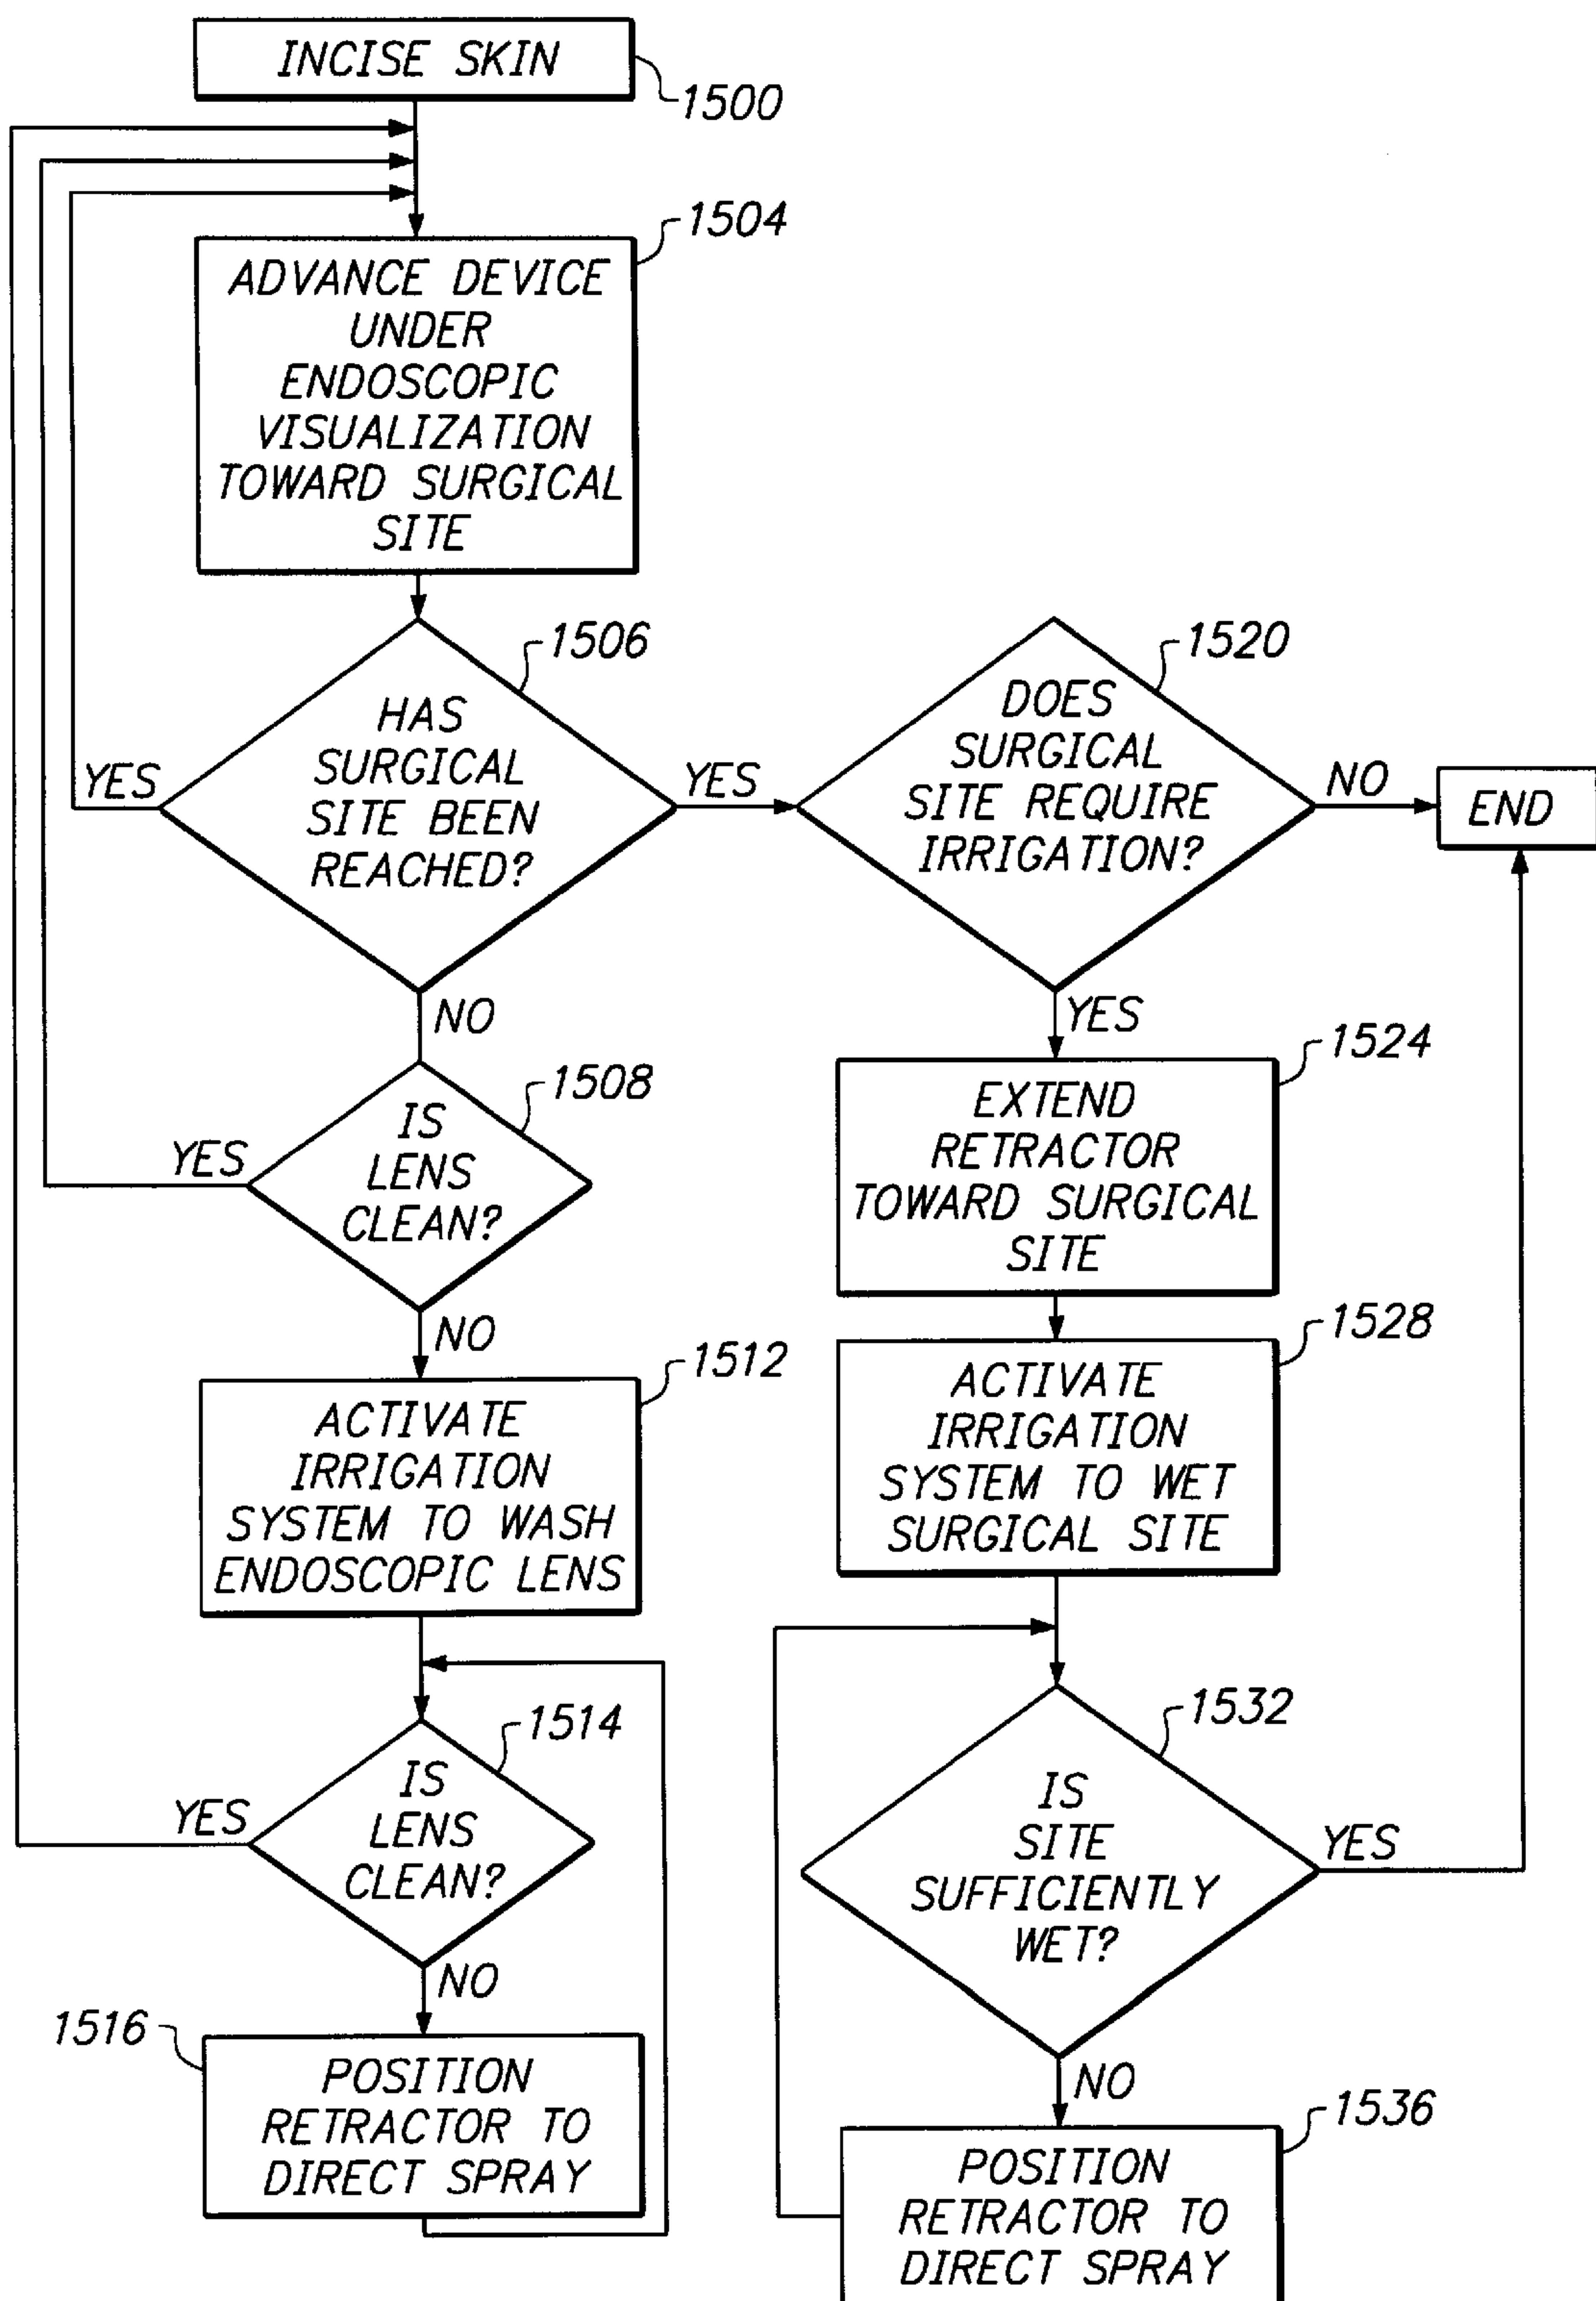 INCISE SKIN
1500
1504
ADVANCE DEVICE
UNDER
ENDOSCOPIC
VISUALIZATION
TOWARD SURGICAL
SITE
1506
HAS
SURGICAL
SITE BEEN
REACHED?
YES
YES
NO
1520
DOES
SURGICAL
SITE REQUIRE
IRRIGATION?
NO
END
YES
1508
IS
LENS
CLEAN?
YES
NO
1524
EXTEND
RETRACTOR
TOWARD SURGICAL
SITE
1512
ACTIVATE
IRRIGATION
SYSTEM TO WASH
ENDOSCOPIC LENS
1528
ACTIVATE
IRRIGATION
SYSTEM TO WET
SURGICAL SITE
1514
IS
LENS
CLEAN?
YES
NO
1532
IS
SITE
SUFFICIENTLY
WET?
YES
NO
1516
POSITION
RETRACTOR TO
DIRECT SPRAY
1536
POSITION
RETRACTOR TO
DIRECT SPRAY